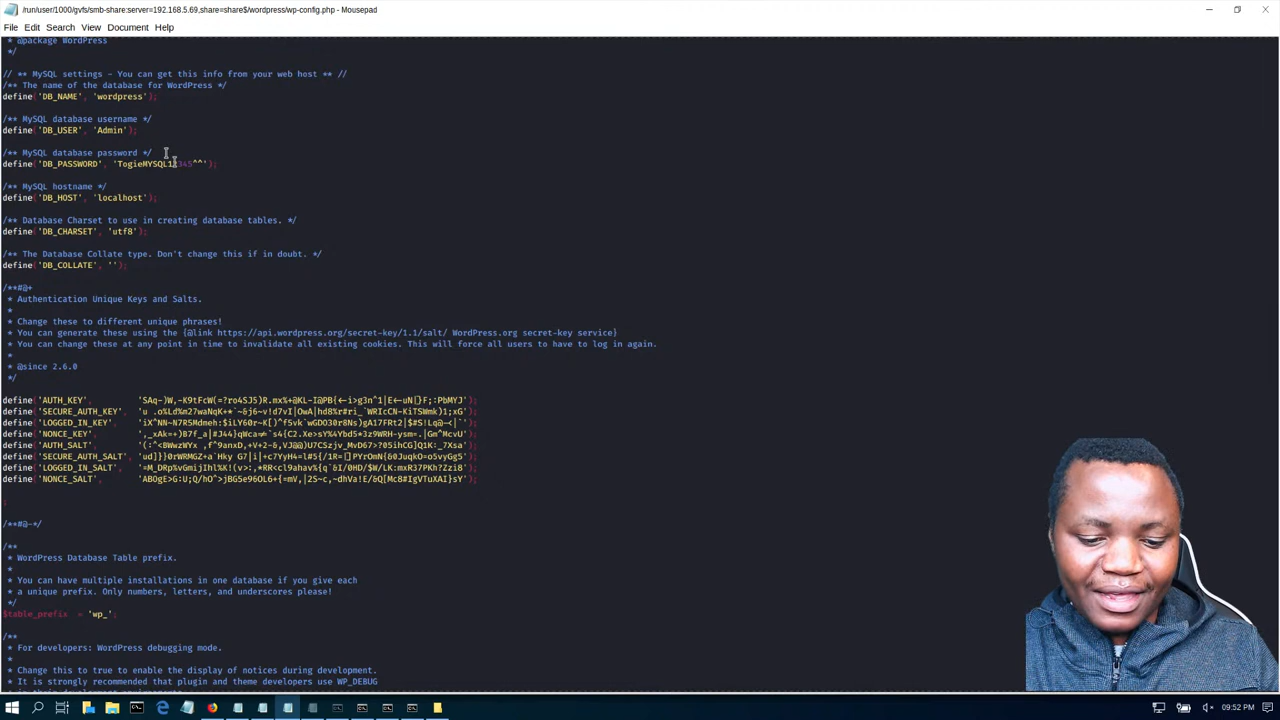 /run/user/1000/gvfs/smb-share:server=192.168.5.69,share=share$/wordpress/wp-config.php - Mousepad
File Edit Search View Document Help
* @package WordPress
*/
// ** MySQL settings - You can get this info from your web host ** //
/** The name of the database for WordPress */
define('DB_NAME', 'wordpress');
/** MySQL database username */
define('DB_USER', 'Admin');
/** MySQL database password */
define('DB_PASSWORD', 'TogieMYSQL12345^^');
/** MySQL hostname */
define('DB_HOST', 'localhost');
/** Database Charset to use in creating database tables. */
define('DB_CHARSET', 'utf8');
/** The Database Collate type. Don't change this if in doubt. */
define('DB_COLLATE', '');
/**#@+
* Authentication Unique Keys and Salts.
*
* Change these to different unique phrases!
* You can generate these using the {@link https://api.wordpress.org/secret-key/1.1/salt/ WordPress.org secret-key service}
* You can change these at any point in time to invalidate all existing cookies. This will force all users to have to log in again.
*
* @since 2.6.0
*/
define('AUTH_KEY',
define('SECURE_AUTH_KEY',
define('LOGGED_IN_KEY',
define('NONCE_KEY',
define('AUTH_SALT',
define('SECURE_AUTH_SALT',
define('LOGGED_IN_SALT',
define('NONCE_SALT',
;
/**#@-*/
/**
* WordPress Database Table prefix.
*
* You can have multiple installations in one database if you give each
* a unique prefix. Only numbers, letters, and underscores please!
*/
$table_prefix = 'wp_';
/**
* For developers: WordPress debugging mode.
*
* Change this to true to enable the display of notices during development.
* It is strongly recommended that plugin and theme developers use WP_DEBUG
09:52 PM